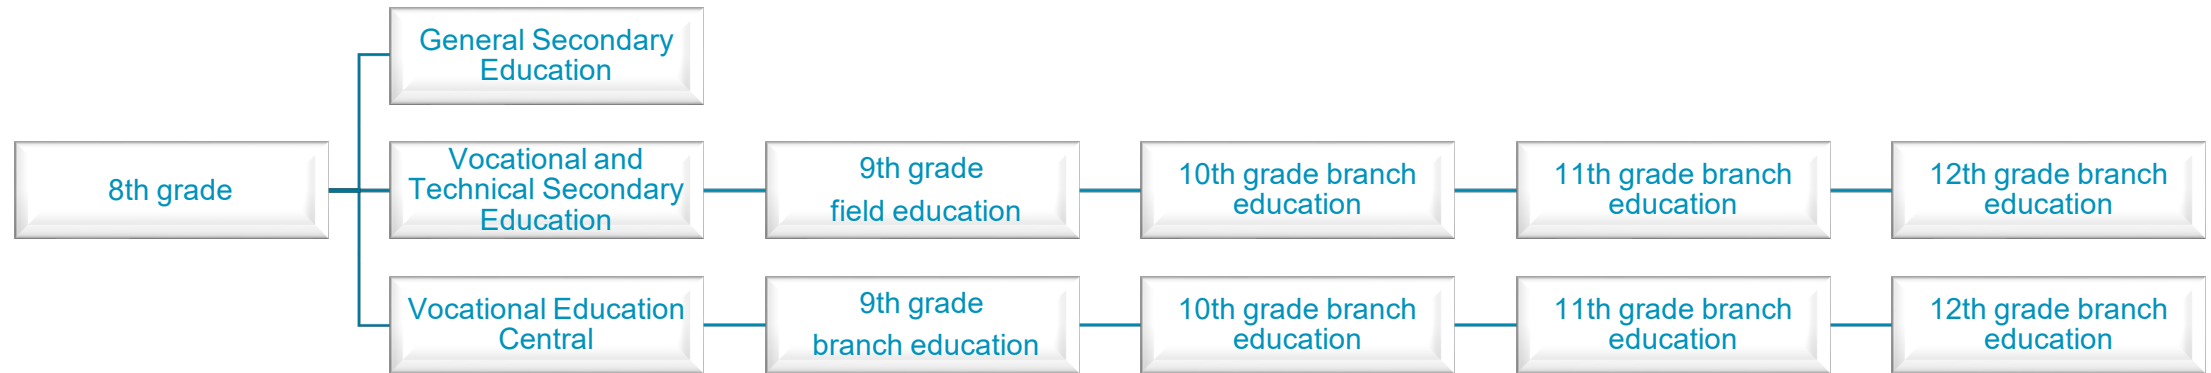 General Secondary
Education
8th grade
Vocational and
Technical Secondary
Education
9th grade
field education
10th grade branch
education
11th grade branch
education
12th grade branch
education
Vocational Education
Central
9th grade
branch education
10th grade branch
education
11th grade branch
education
12th grade branch
education